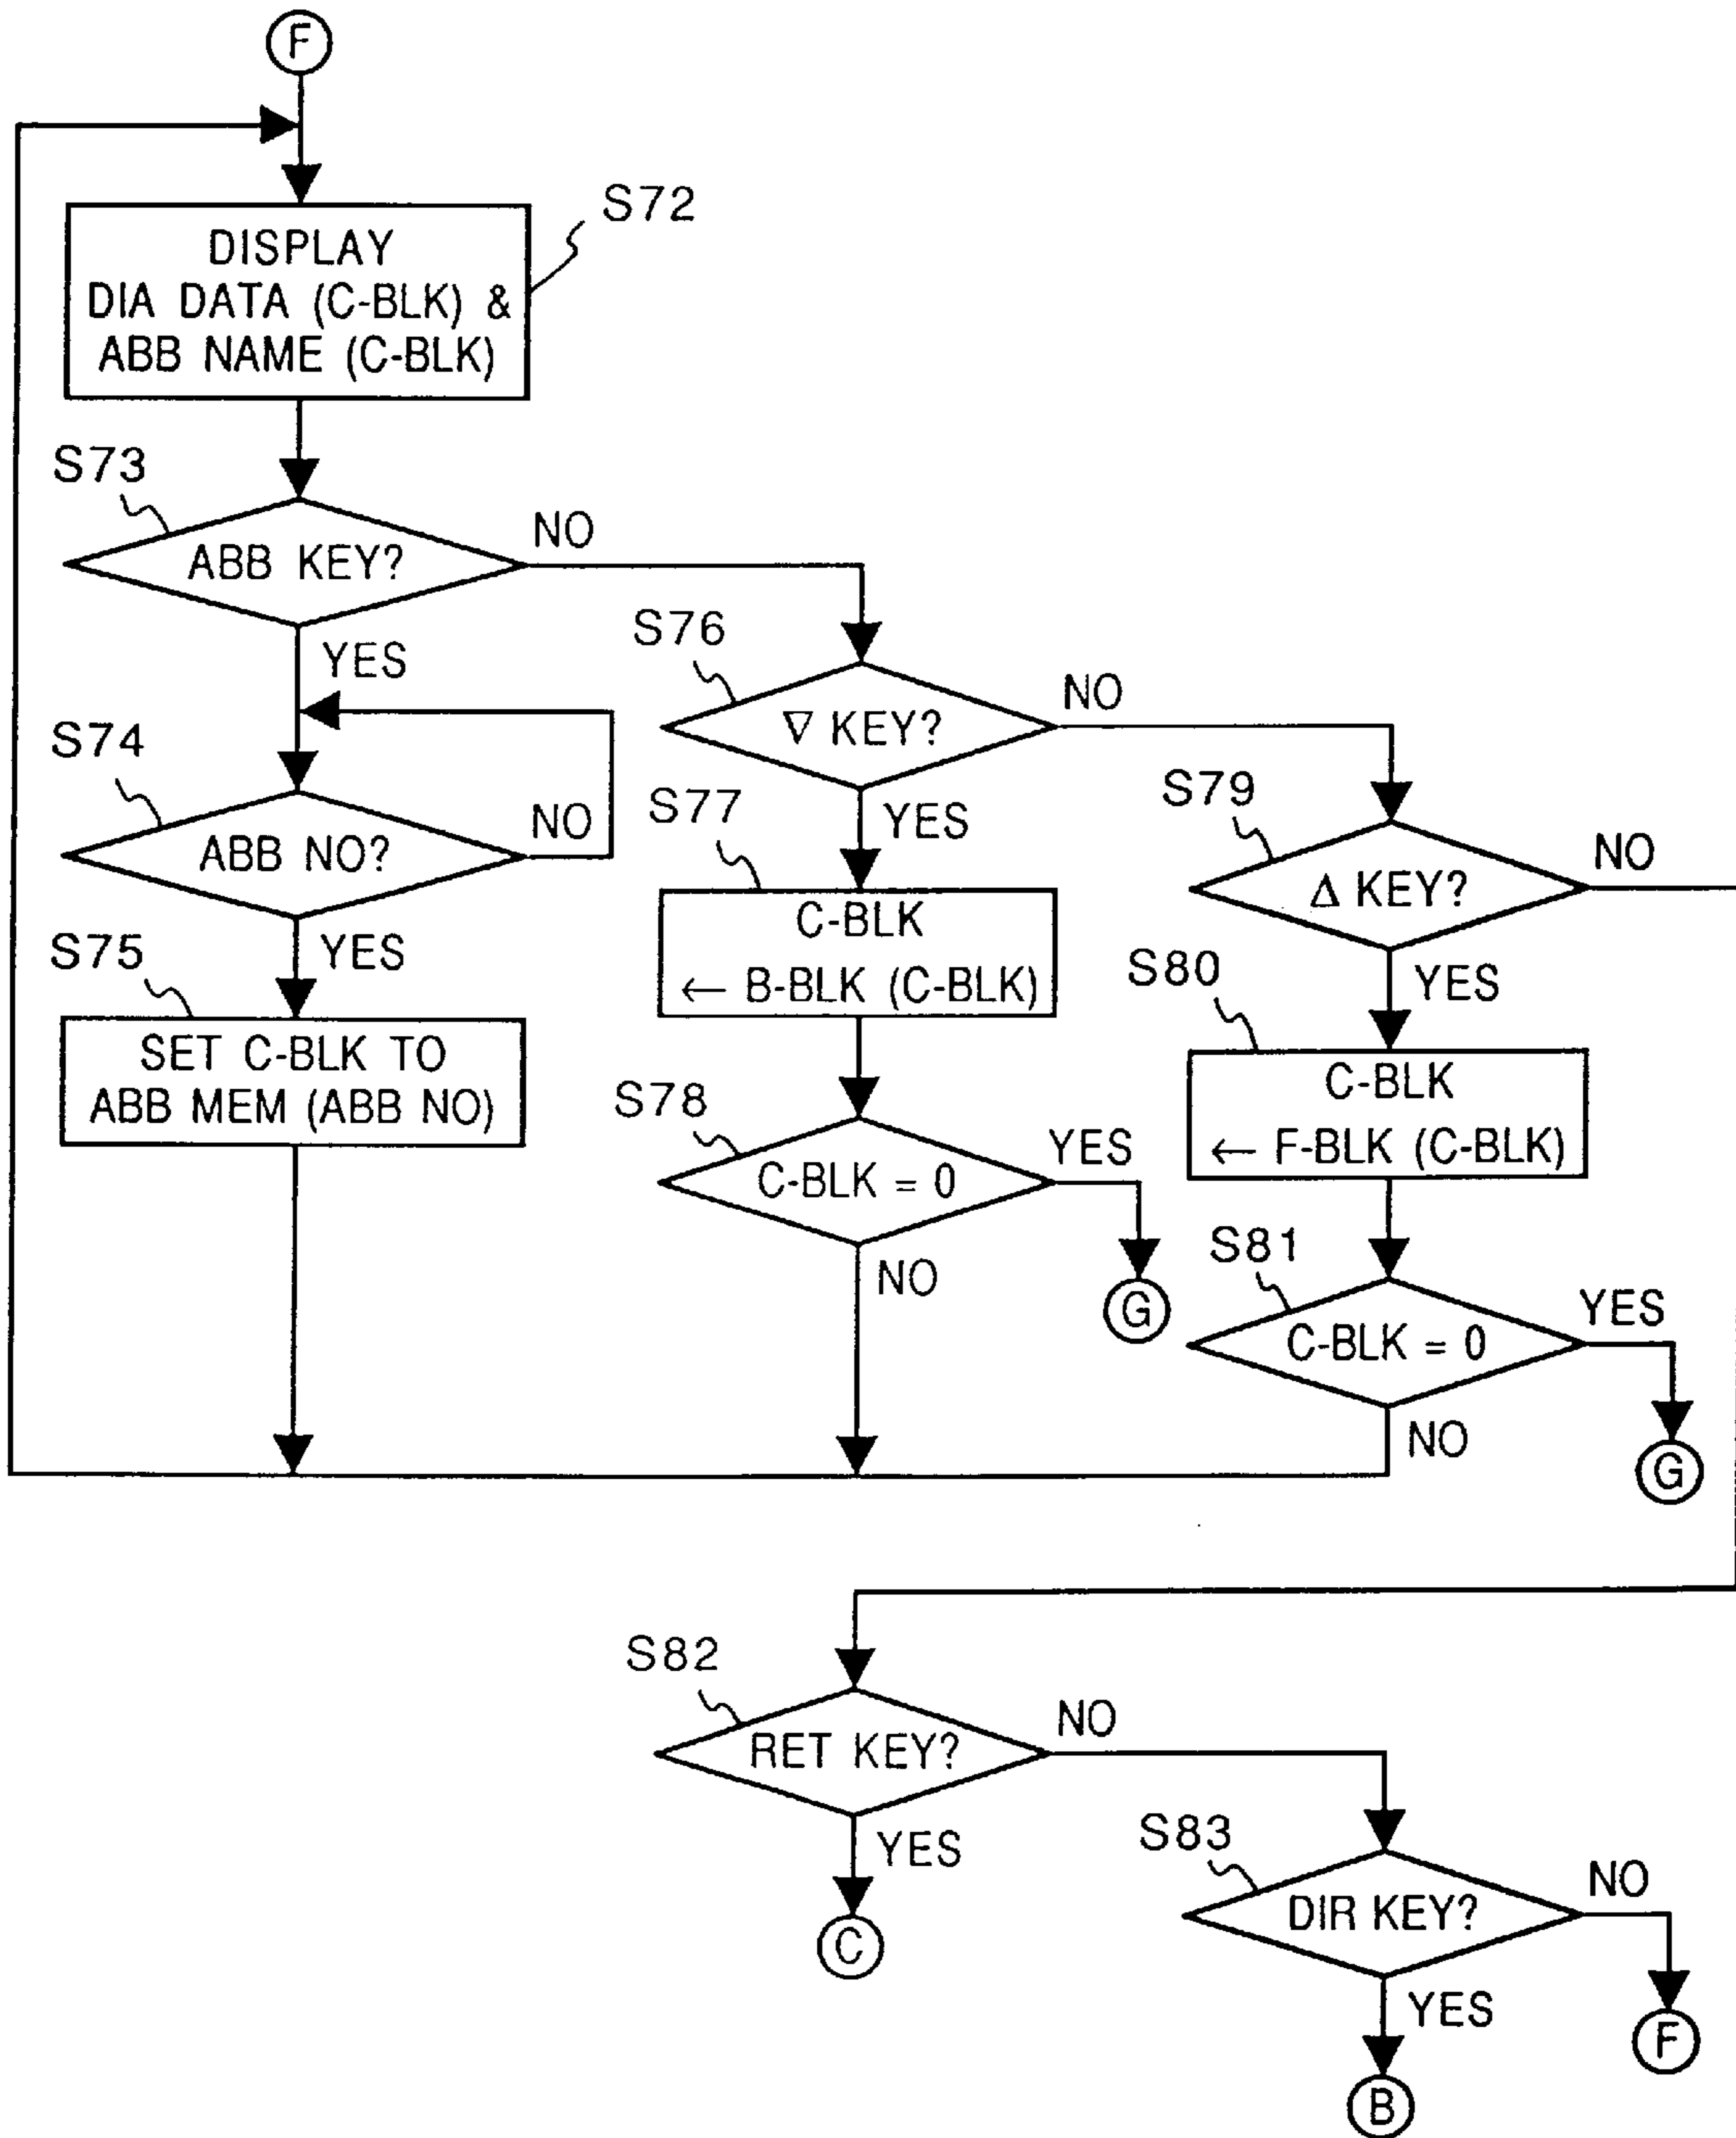 F
S72
DISPLAY
DIA DATA (C-BLK) &
ABB NAME (C-BLK)
S73
ABB KEY?
NO
YES
S74
ABB NO?
NO
YES
S75
SET C-BLK TO
ABB MEM (ABB NO)
S76
▽ KEY?
NO
YES
S77
C-BLK
← B-BLK (C-BLK)
S78
C-BLK = 0
YES
NO
G
S79
Δ KEY?
NO
YES
S80
C-BLK
← F-BLK (C-BLK)
S81
C-BLK = 0
YES
NO
G
S82
RET KEY?
NO
YES
C
S83
DIR KEY?
NO
YES
F
B